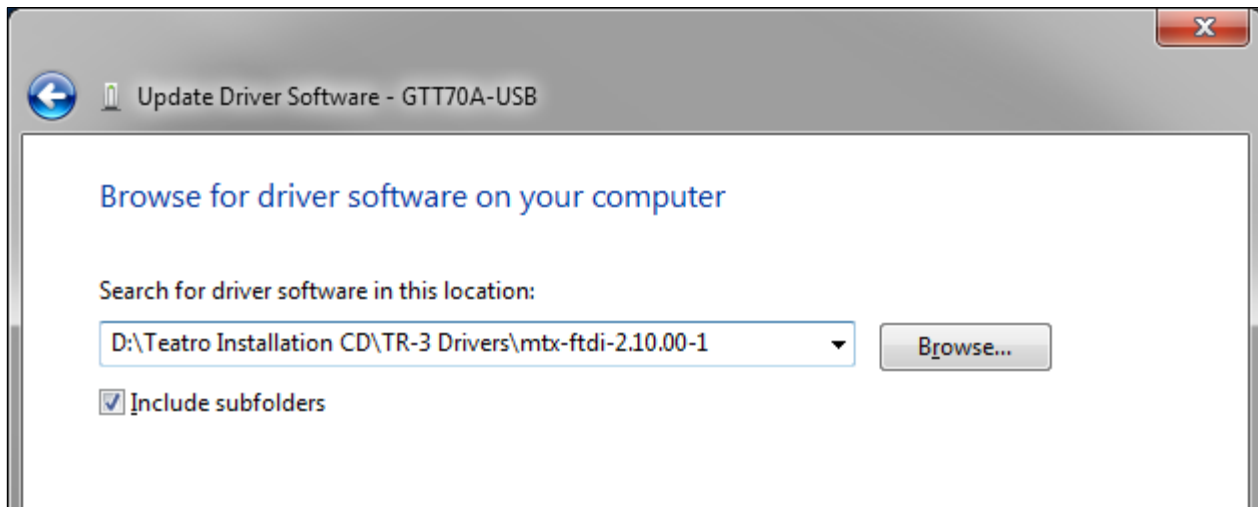 Update Driver Software - GTT70A-USB
Browse for driver software on your computer
Search for driver software in this location:
D:\Teatro Installation CD\TR-3 Drivers\mtx-ftdi-2.10.00-1
Browse...
Include subfolders